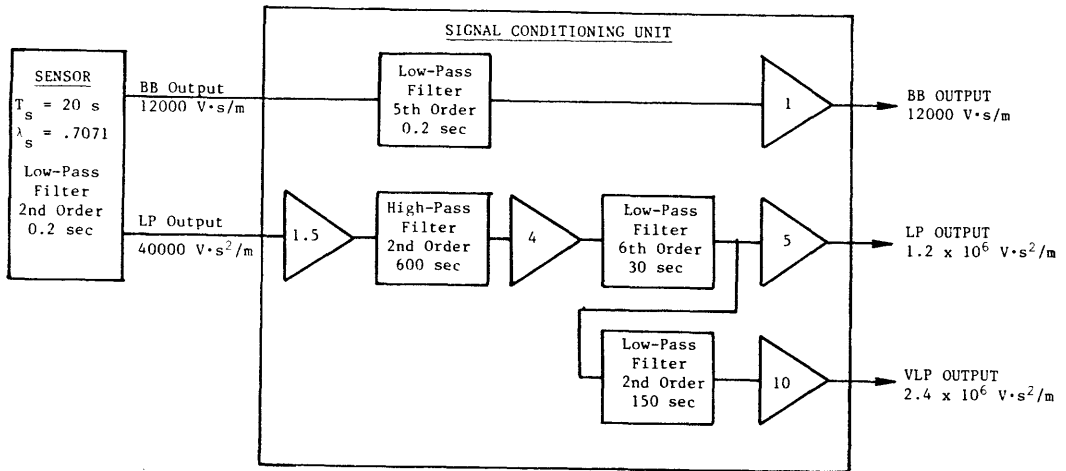 SIGNAL CONDITIONING UNIT
SENSOR
T_s = 20 s
λ_s = .7071
Low-Pass
Filter
2nd Order
0.2 sec
BB Output
12000 V·s/m
Low-Pass
Filter
5th Order
0.2 sec
1
BB OUTPUT
12000 V·s/m
LP Output
40000 V·s²/m
1.5
High-Pass
Filter
2nd Order
600 sec
4
Low-Pass
Filter
6th Order
30 sec
5
LP OUTPUT
1.2 x 10⁶ V·s²/m
Low-Pass
Filter
2nd Order
150 sec
10
VLP OUTPUT
2.4 x 10⁶ V·s²/m